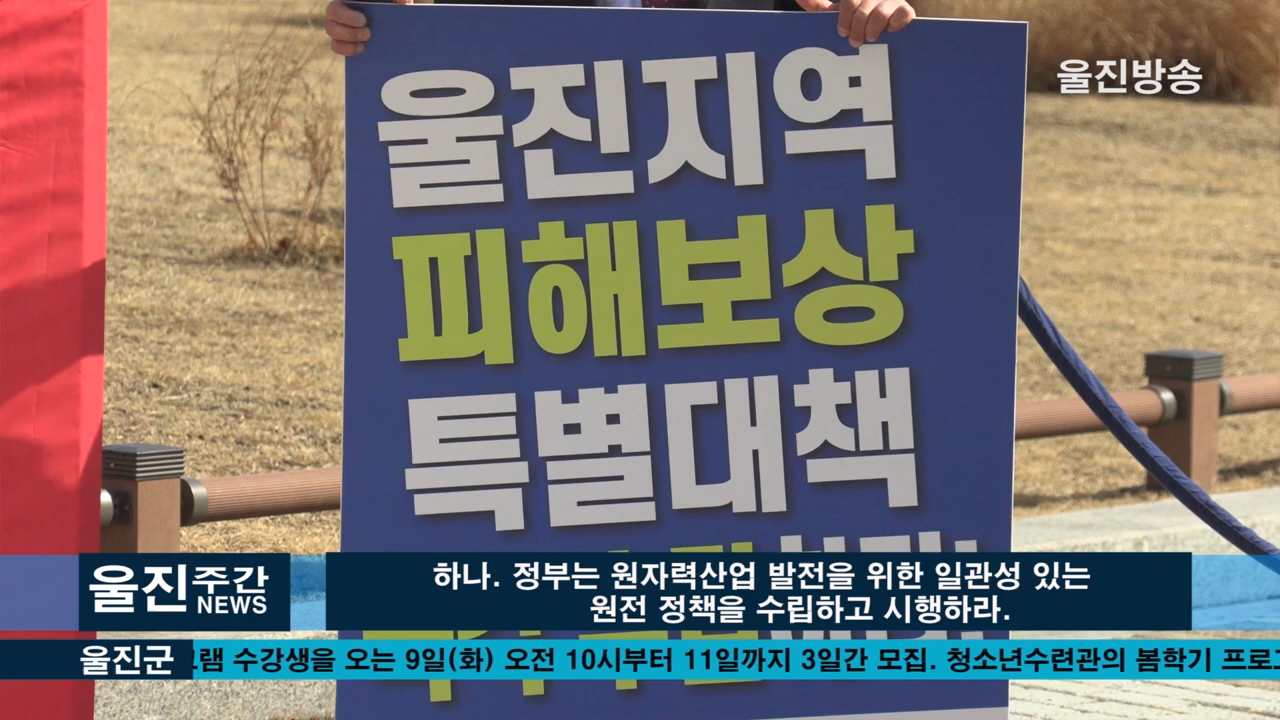 울진방송
울진지역
피해보상
특별대책
울진주간
NEWS
하나. 정부는 원자력산업 발전을 위한 일관성 있는
원전 정책을 수립하고 시행하라.
울진군
수강생을 오는 9일(화) 오전 10시부터 11일까지 3일간 모집. 청소년수련관의 봄학기